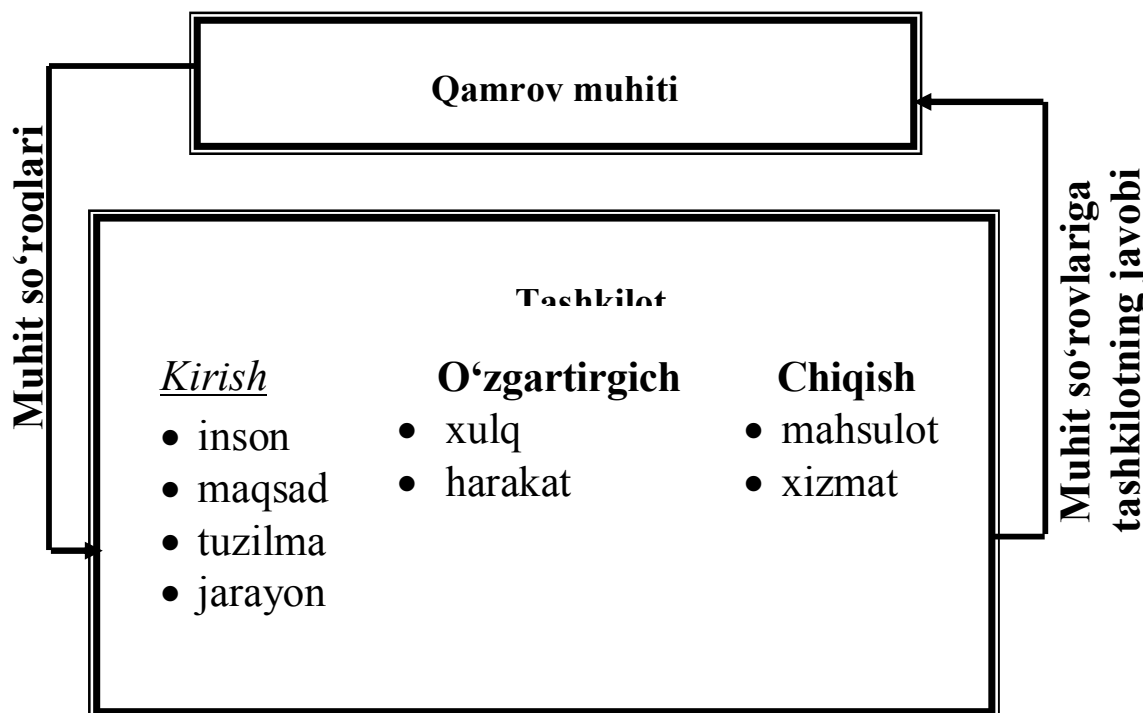 Qamrov muhiti
Muhit so‘roqlari
Muhit so‘rovlariga
tashkilotning javobi
Tashkilot
Kirish
• inson
• maqsad
• tuzilma
• jarayon
O‘zgartirgich
• xulq
• harakat
Chiqish
• mahsulot
• xizmat